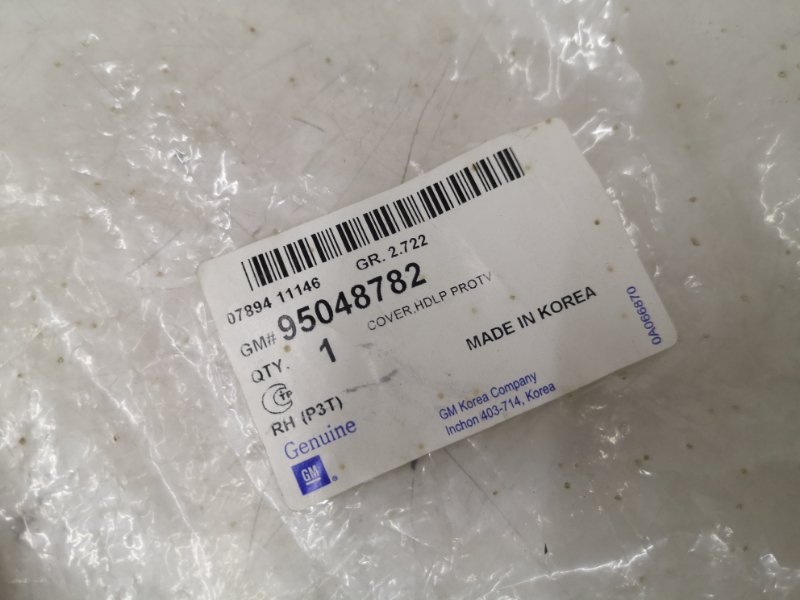 07894 11146
GR. 2.722
GM# 95048782
COVER,HDLP PROTV
QTY. 1
MADE IN KOREA
RH (P3T)
Genuine
GM
GM Korea Company
Inchon 403-714, Korea
0A066870